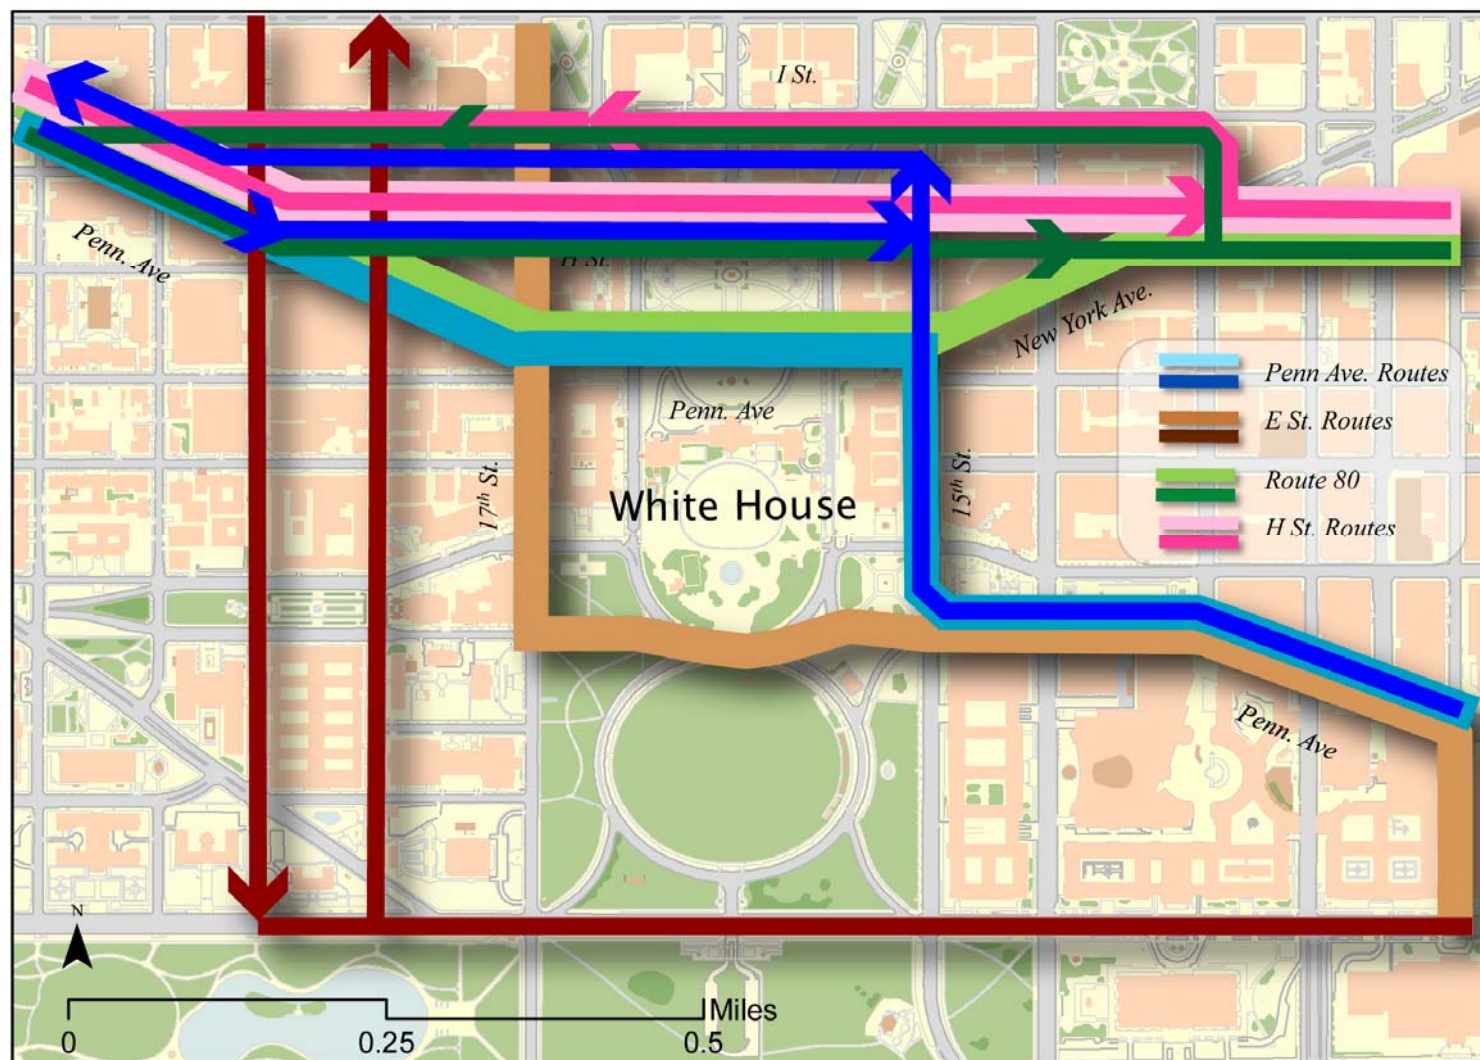 I St.
Penn. Ave
H St.
New York Ave.
Penn Ave. Routes
Penn. Ave
E St. Routes
17th St.
15th St.
Route 80
White House
H St. Routes
Penn. Ave
N
Miles
0 0.25 0.5